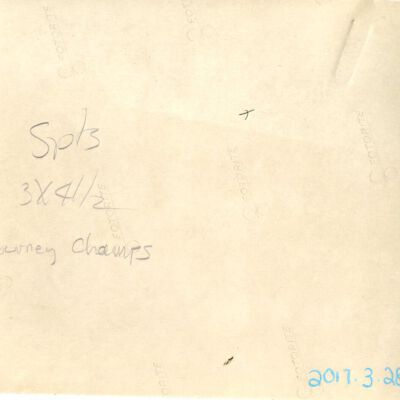 Spts
3X4 1/2
ourney Champs
2017.3.28